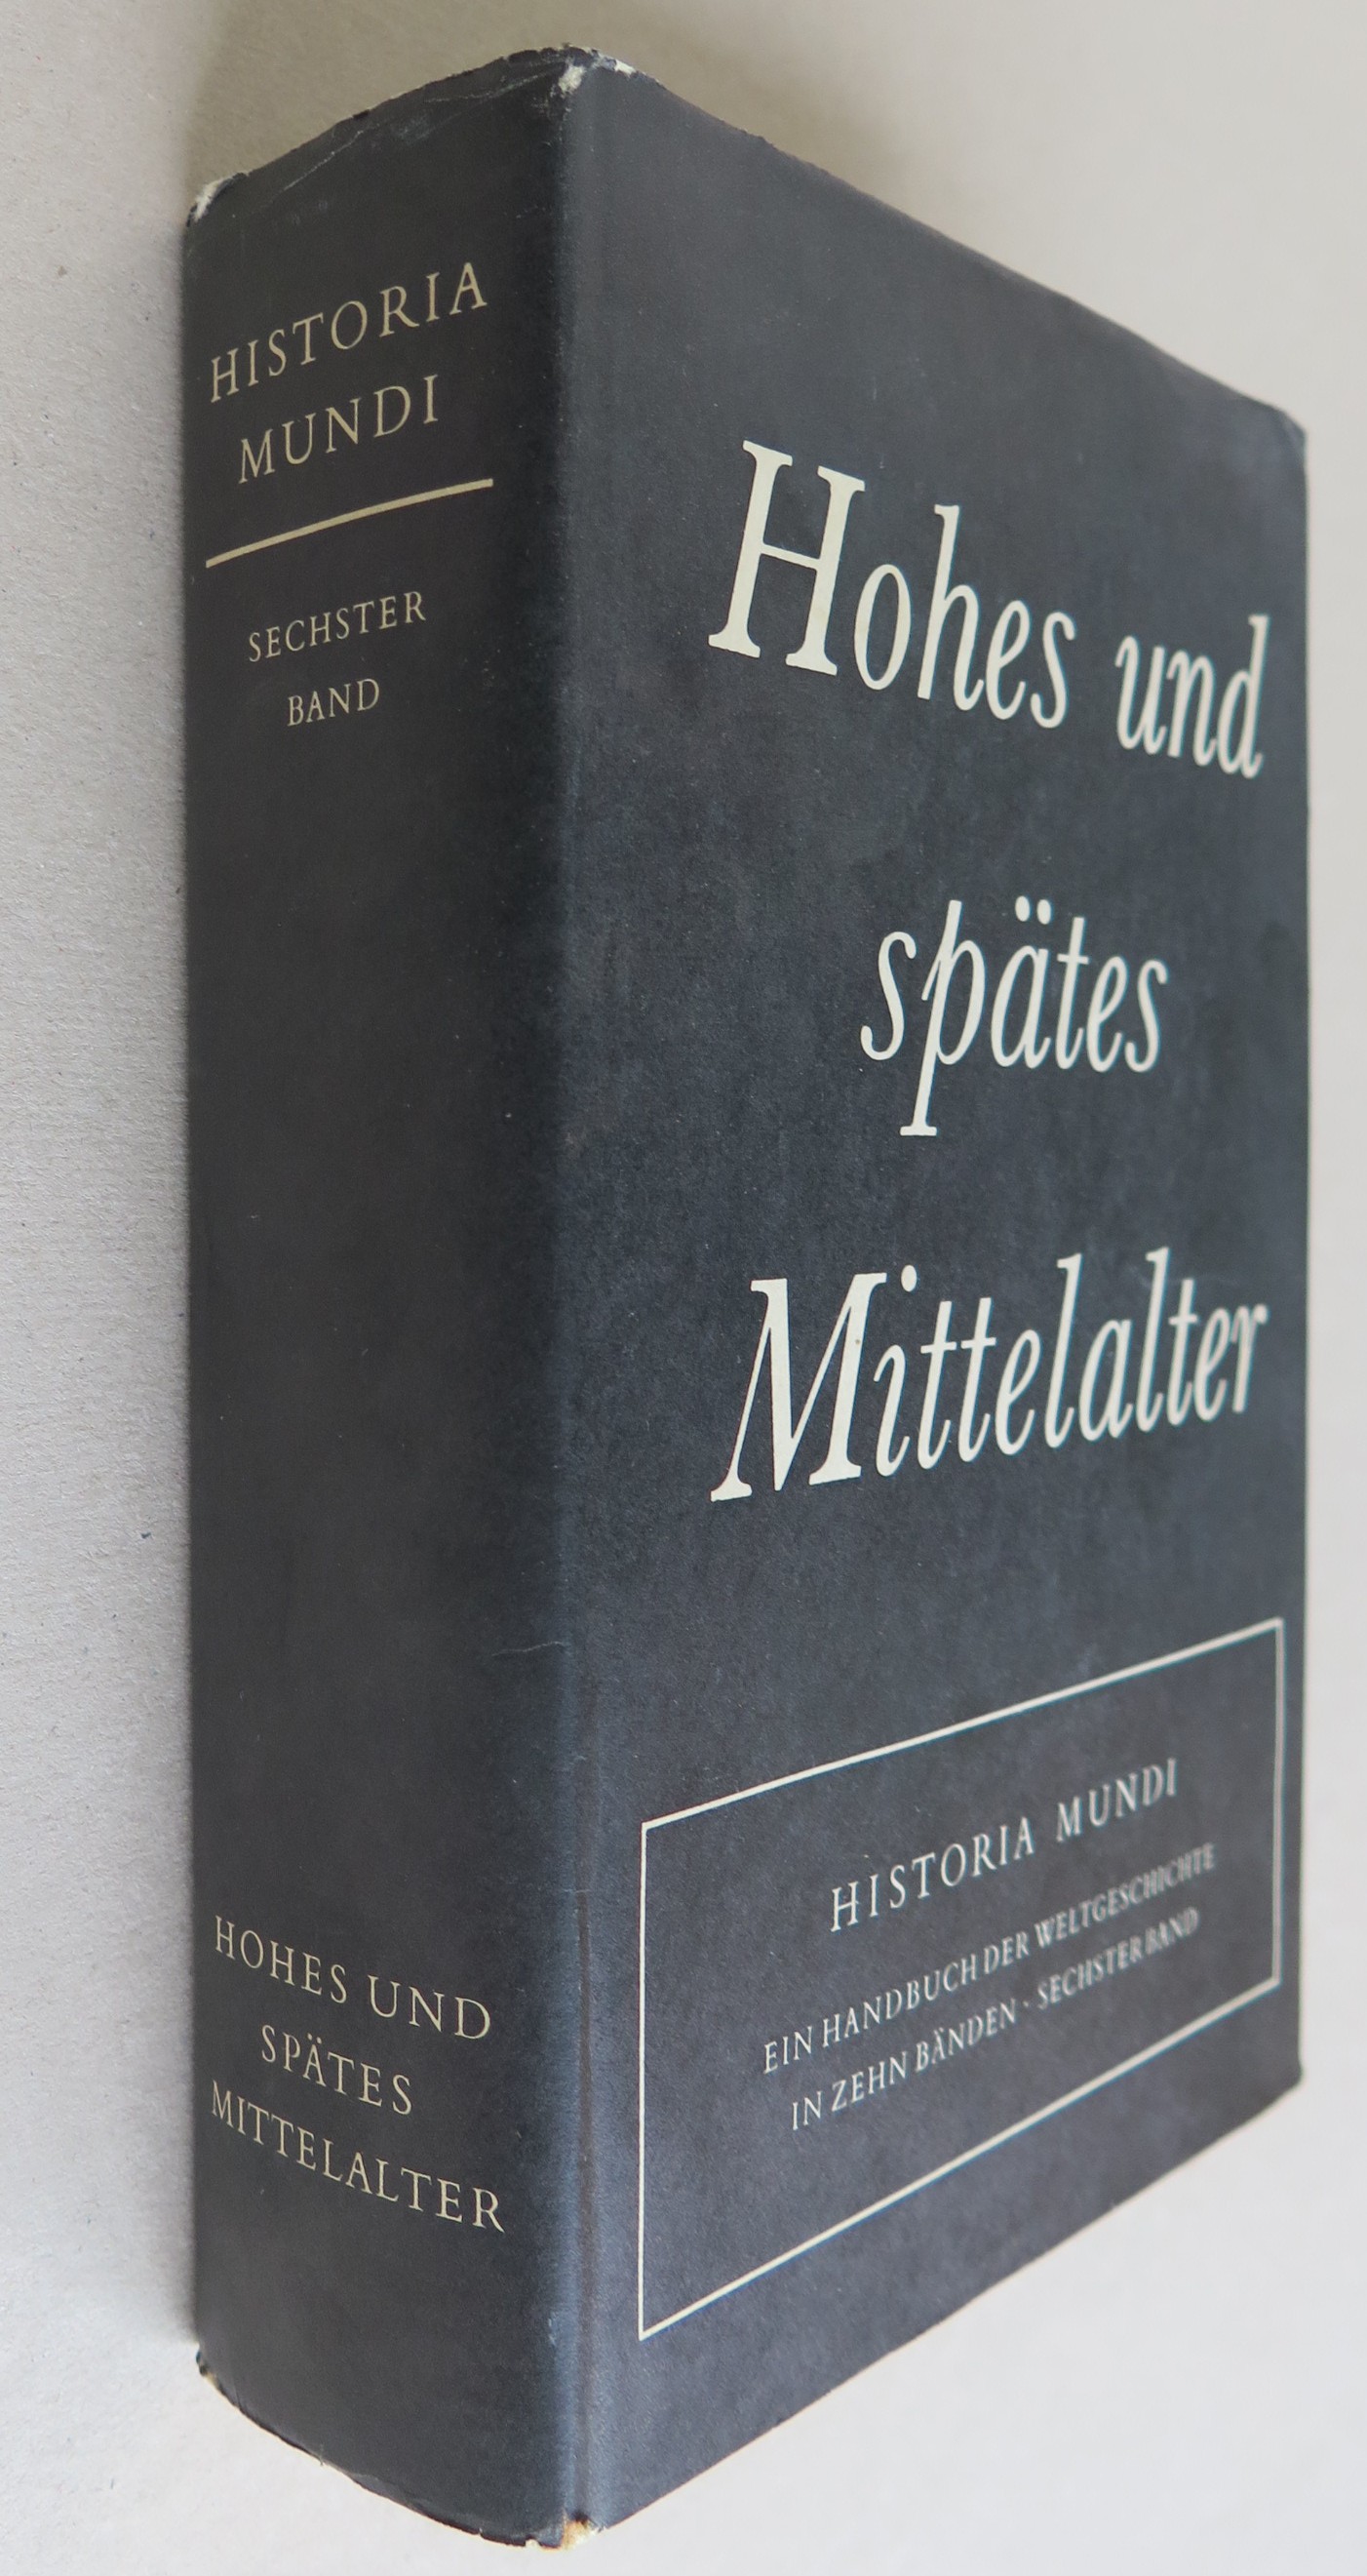 HISTORIA
MUNDI
SECHSTER
BAND
HOHES UND
SPÄTES
MITTELALTER
Hohes und
spätes
Mittelalter
HISTORIA MUNDI
EIN HANDBUCH DER WELTGESCHICHTE
IN ZEHN BÄNDEN · SECHSTER BAND